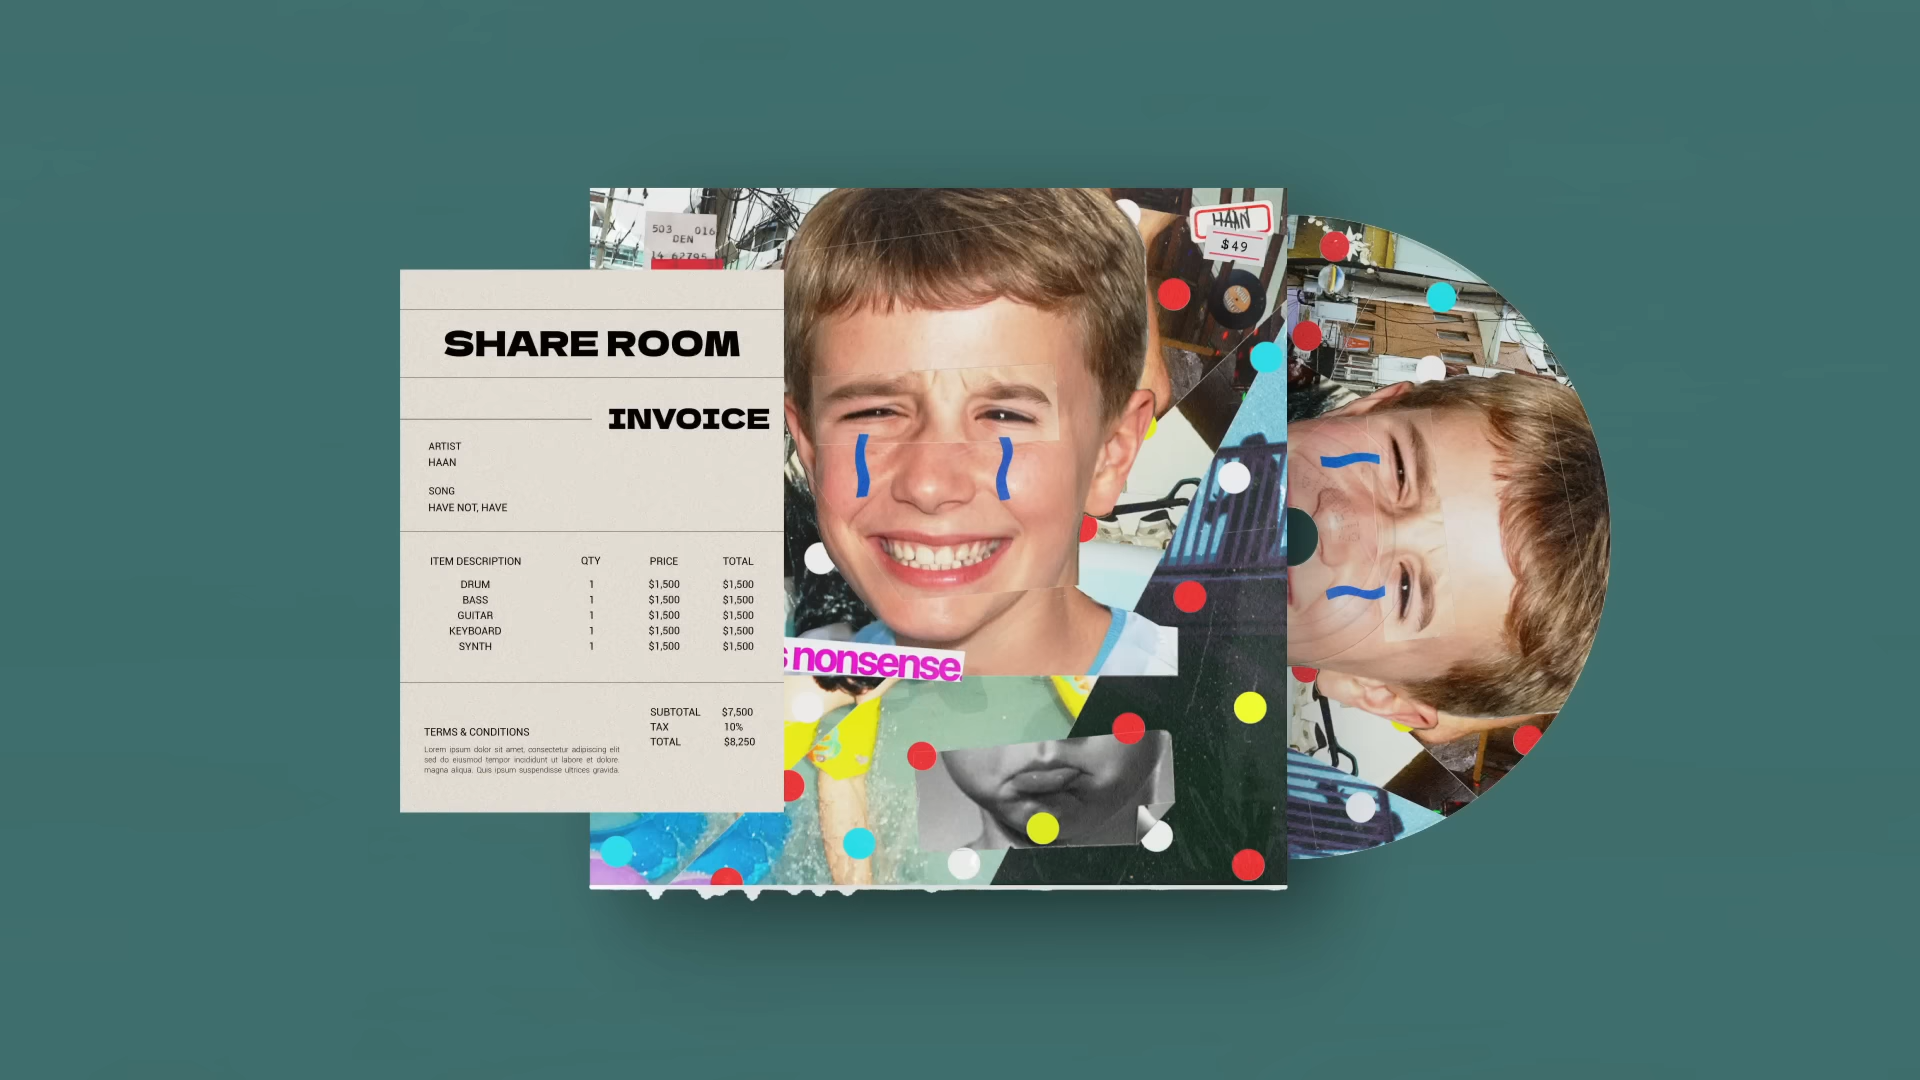 503 016
DEN
14 62795
HAAN
$49
SHARE ROOM
INVOICE
ARTIST
HAAN
SONG
HAVE NOT, HAVE
ITEM DESCRIPTION QTY PRICE TOTAL
DRUM 1 $1,500 $1,500
BASS 1 $1,500 $1,500
GUITAR 1 $1,500 $1,500
KEYBOARD 1 $1,500 $1,500
SYNTH 1 $1,500 $1,500
nonsense.
SUBTOTAL $7,500
TAX 10%
TOTAL $8,250
TERMS & CONDITIONS
Lorem ipsum dolor sit amet, consectetur adipiscing elit
sed do eiusmod tempor incididunt ut labore et dolore
magna aliqua. Quis ipsum suspendisse ultrices gravida.